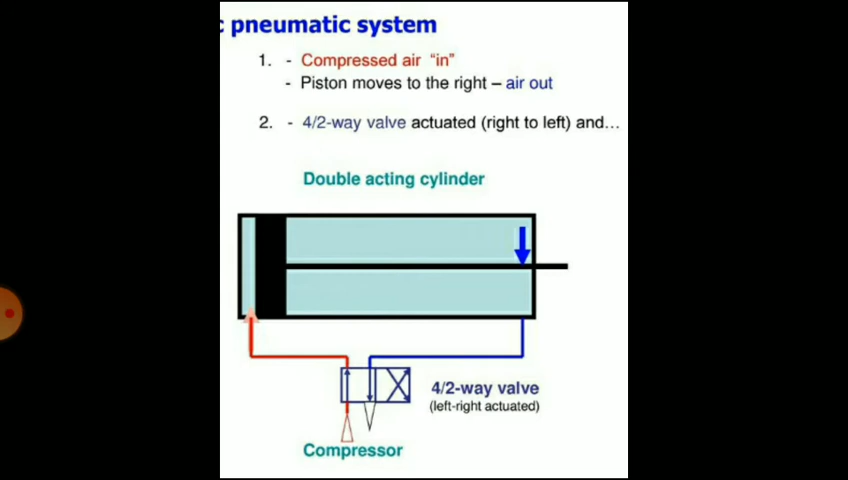 c pneumatic system
1. - Compressed air “in”
- Piston moves to the right – air out
2. - 4/2-way valve actuated (right to left) and...
Double acting cylinder
4/2-way valve
(left-right actuated)
Compressor